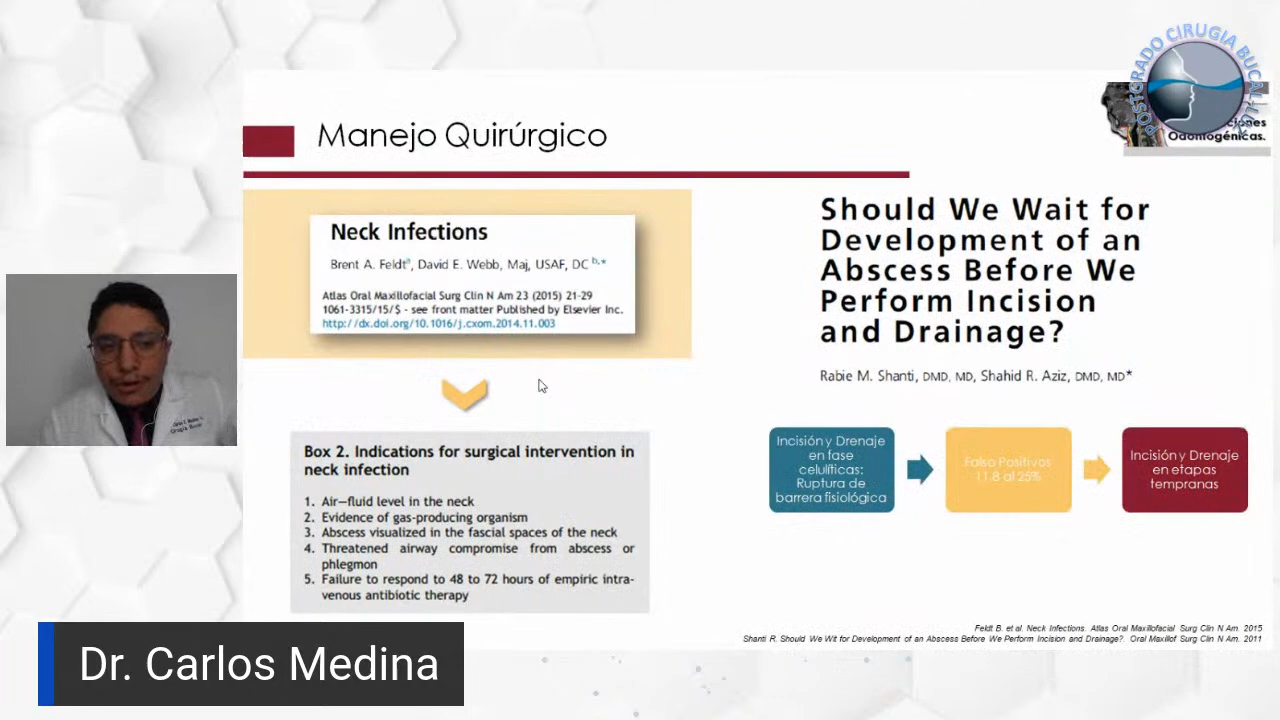 POSTGRADO CIRUGIA BUCAL
Odontogénicas.
Manejo Quirúrgico
Neck Infections
Brent A. Feldt a, David E. Webb, Maj, USAF, DC b,*
Atlas Oral Maxillofacial Surg Clin N Am 23 (2015) 21-29
1061-3315/15/$ - see front matter Published by Elsevier Inc.
http://dx.doi.org/10.1016/j.cxom.2014.11.003
Box 2. Indications for surgical intervention in
neck infection
1. Air—fluid level in the neck
2. Evidence of gas-producing organism
3. Abscess visualized in the fascial spaces of the neck
4. Threatened airway compromise from abscess or
phlegmon
5. Failure to respond to 48 to 72 hours of empiric intra-
venous antibiotic therapy
Should We Wait for
Development of an
Abscess Before We
Perform Incision
and Drainage?
Rabie M. Shanti, DMD, MD, Shahid R. Aziz, DMD, MD*
Incisión y Drenaje
en fase
celulíticas:
Ruptura de
barrera fisiológica
Falso Positivos
11.8 al 25%
Incisión y Drenaje
en etapas
tempranas
Feldt B. et al. Neck Infections. Atlas Oral Maxillofacial Surg Clin N Am. 2015
Shanti R. Should We Wit for Development of an Abscess Before We Perform Incision and Drainage?. Oral Maxillof Surg Clin N Am. 2011
Dr. Carlos Medina